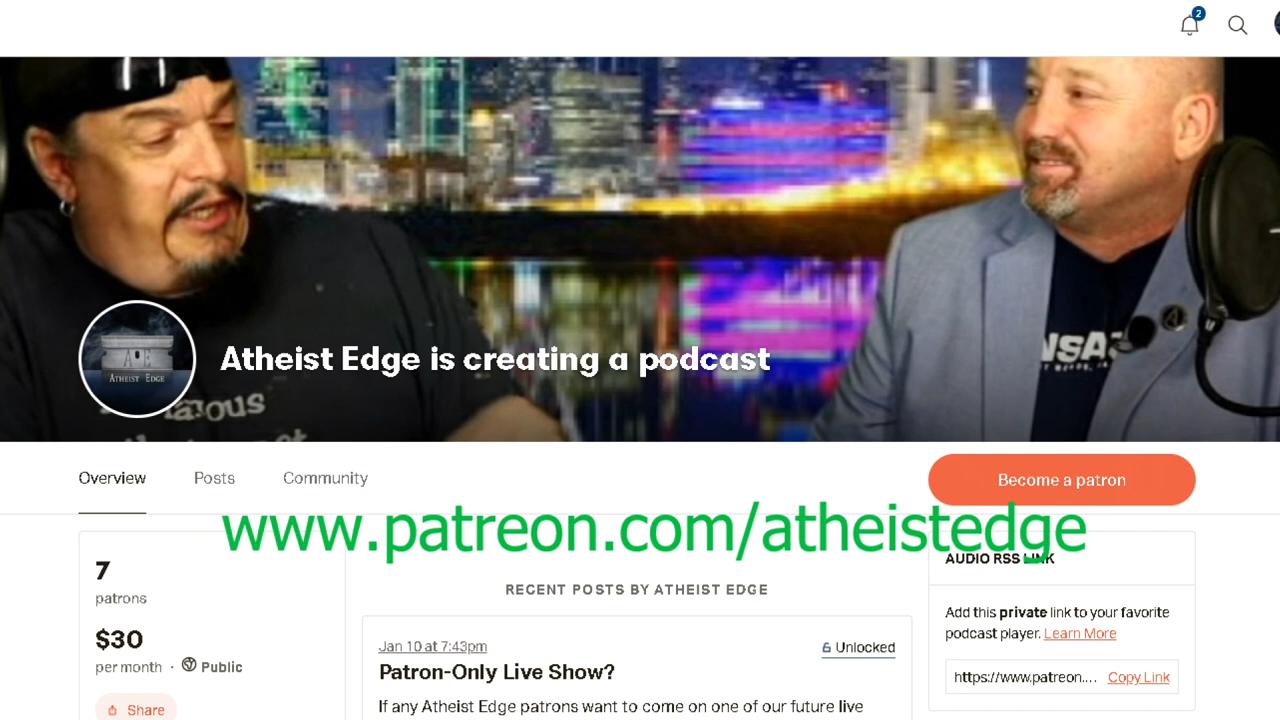 2
A E
ATHEIST EDGE
Atheist Edge is creating a podcast
Overview
Posts
Community
Become a patron
www.patreon.com/atheistedge
7
patrons
$30
per month · Public
Share
RECENT POSTS BY ATHEIST EDGE
Jan 10 at 7:43pm
Unlocked
Patron-Only Live Show?
If any Atheist Edge patrons want to come on one of our future live
AUDIO RSS LINK
Add this private link to your favorite
podcast player. Learn More
https://www.patreon.... Copy Link